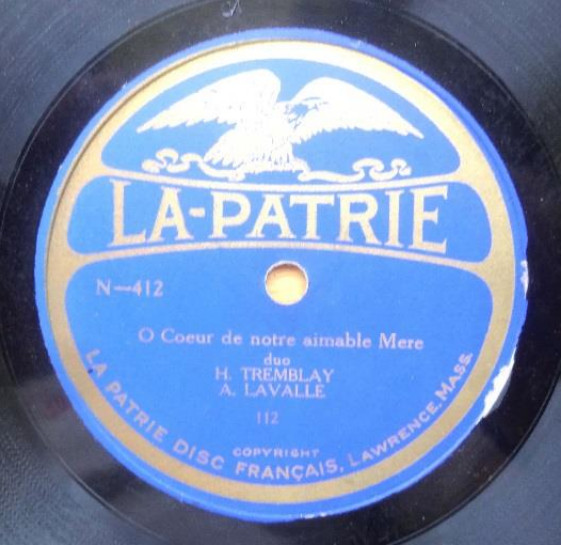 LA-PATRIE
N-412
O Coeur de notre aimable Mere
duo
H. TREMBLAY
A. LAVALLE
112
COPYRIGHT
LA PATRIE DISC FRANÇAIS, LAWRENCE, MASS.